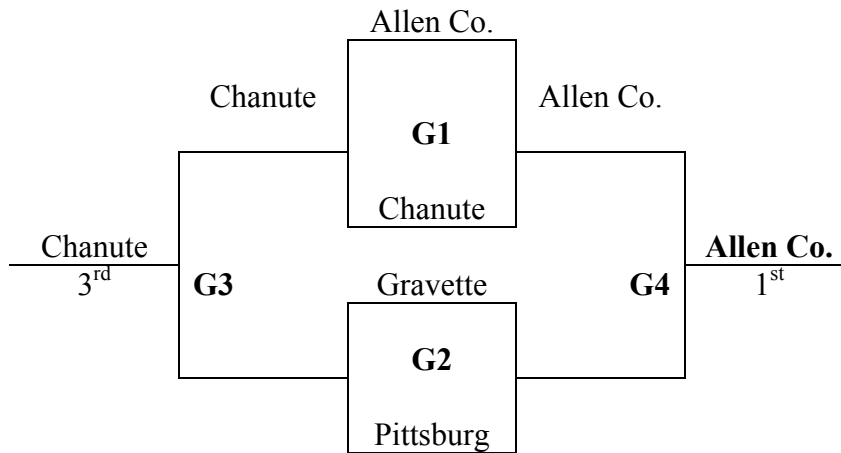 Allen Co.
Chanute
Allen Co.
G1
Chanute
Chanute
Allen Co.
3rd
G3
Gravette
G4
1st
G2
Pittsburg